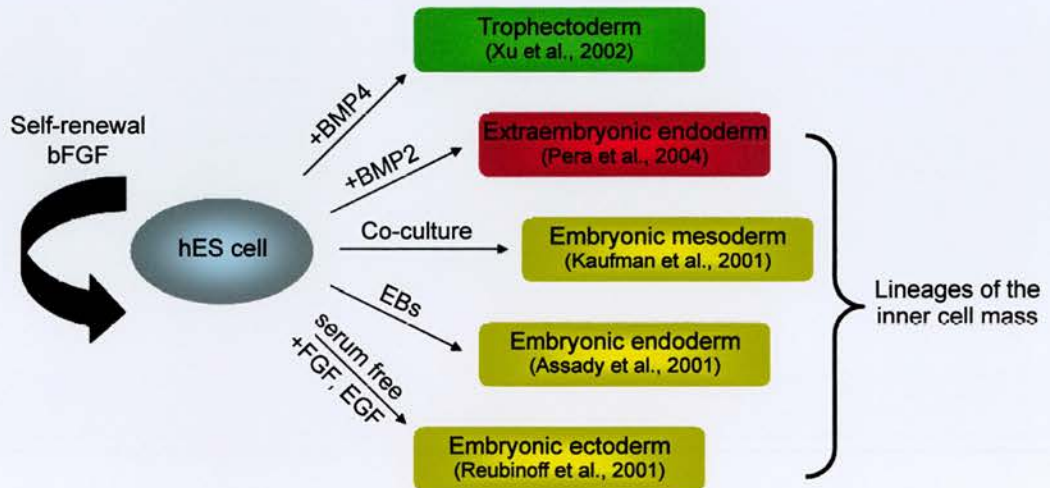 Trophectoderm
(Xu et al., 2002)
Self-renewal
bFGF
+BMP4
Extraembryonic endoderm
(Pera et al., 2004)
+BMP2
hES cell
Co-culture
Embryonic mesoderm
(Kaufman et al., 2001)
Lineages of the
inner cell mass
EBs
Embryonic endoderm
(Assady et al., 2001)
serum free
+FGF, EGF
Embryonic ectoderm
(Reubinoff et al., 2001)